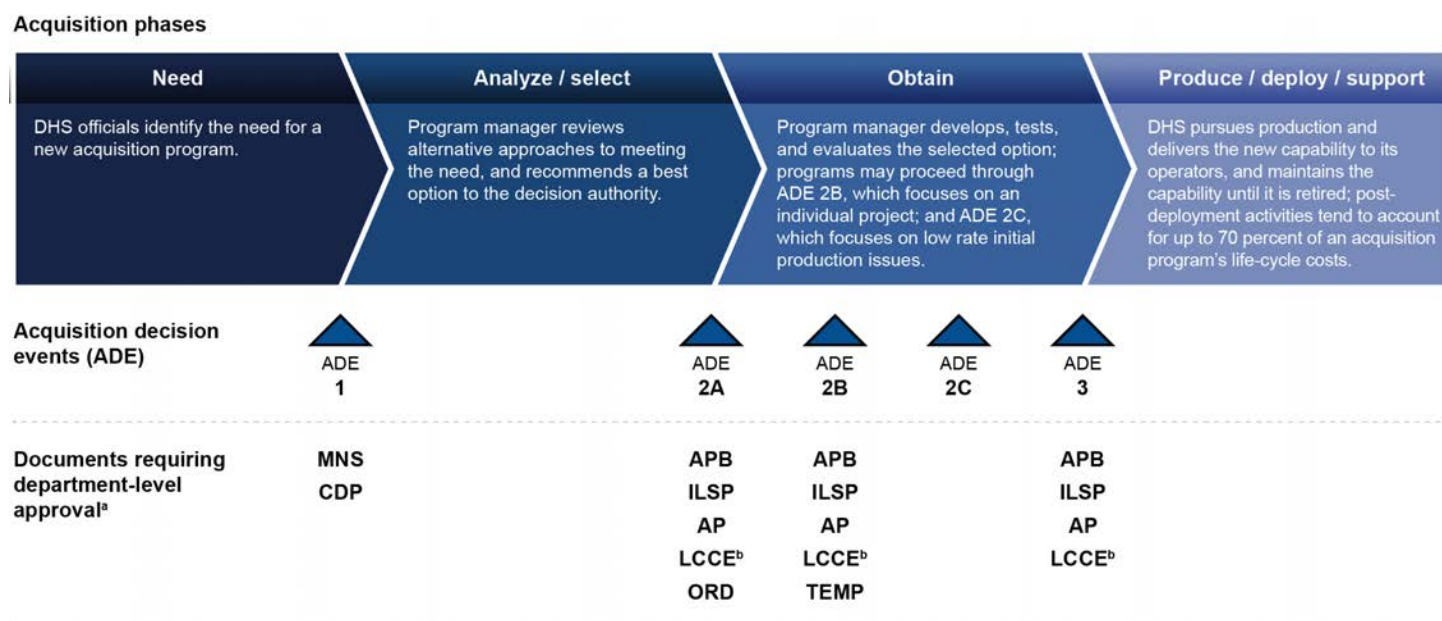 Acquisition phases
Need
DHS officials identify the need for a
new acquisition program.
Analyze / select
Program manager reviews
alternative approaches to meeting
the need, and recommends a best
option to the decision authority.
Obtain
Program manager develops, tests,
and evaluates the selected option;
programs may proceed through
ADE 2B, which focuses on an
individual project; and ADE 2C,
which focuses on low rate initial
production issues.
Produce / deploy / support
DHS pursues production and
delivers the new capability to its
operators, and maintains the
capability until it is retired; post-
deployment activities tend to account
for up to 70 percent of an acquisition
program's life-cycle costs.
Acquisition decision
events (ADE)
ADE
1
ADE
2A
ADE
2B
ADE
2C
ADE
3
Documents requiring
department-level
approvalᵃ
MNS
CDP
APB
ILSP
AP
LCCEᵇ
ORD
APB
ILSP
AP
LCCEᵇ
TEMP
APB
ILSP
AP
LCCEᵇ